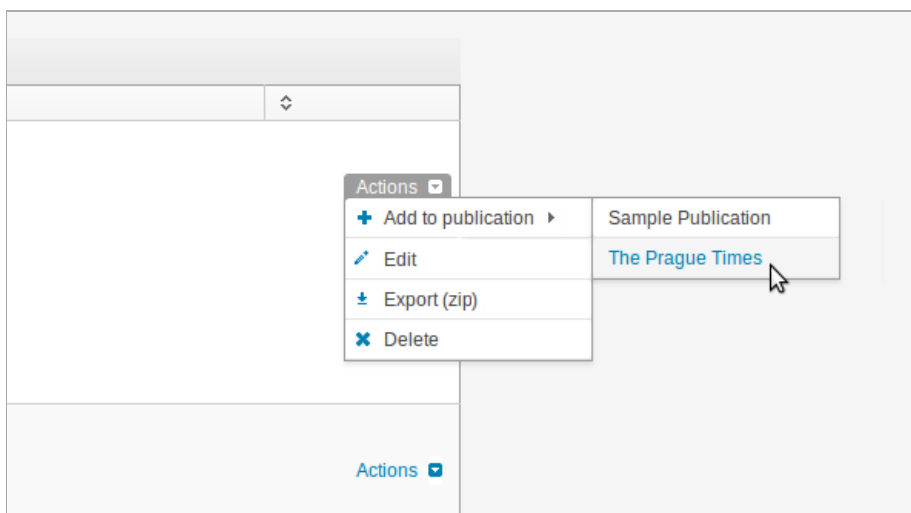 Actions
Add to publication
Sample Publication
Edit
The Prague Times
Export (zip)
Delete
Actions